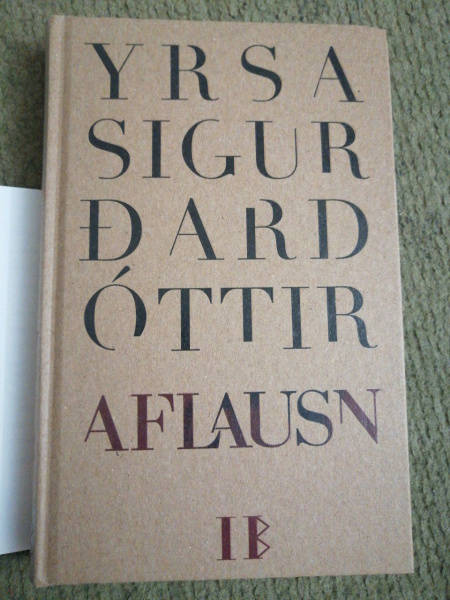 YRSA
SIGUR
ÐARD
ÓTTIR
AFLAUSN
IB